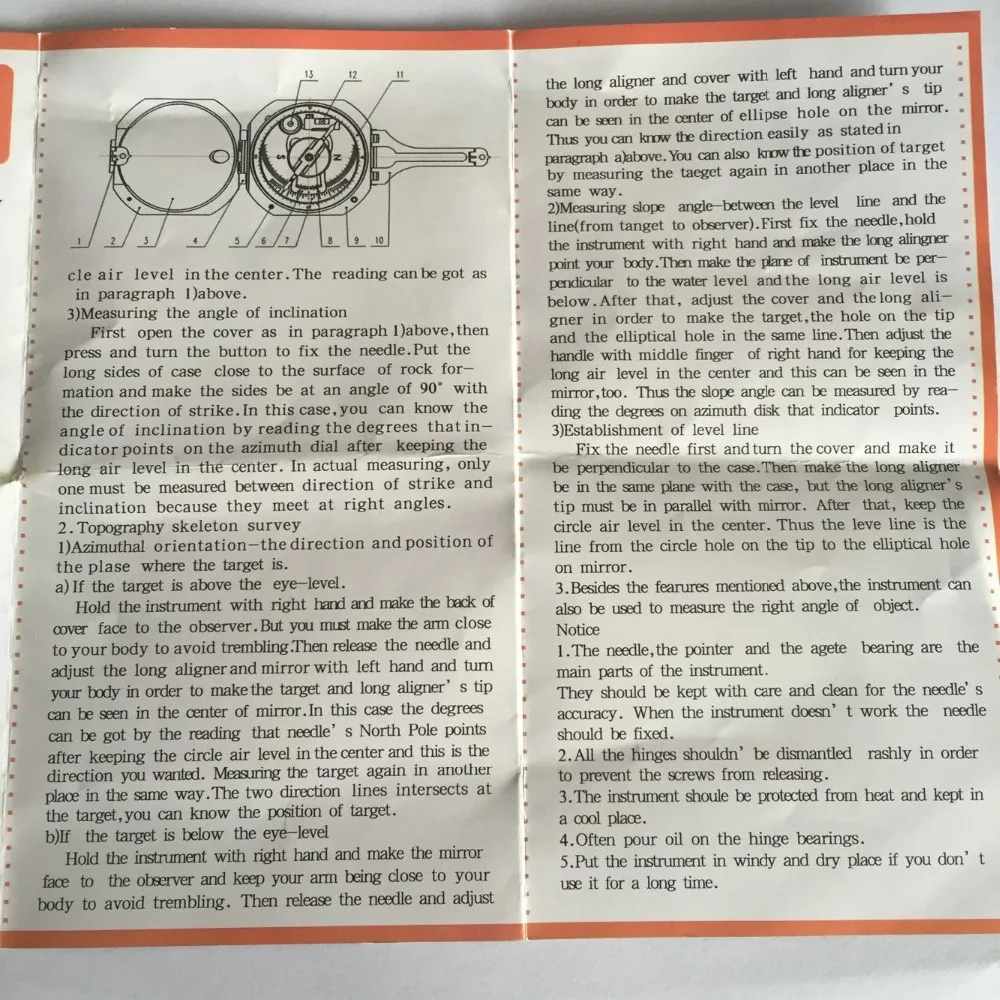 13 12 11
S N
1 2 3 4 5 6 7 8 9 10
cle air level in the center.The reading can be got as
in paragraph 1)above.
3)Measuring the angle of inclination
First open the cover as in paragraph 1)above,then
press and turn the button to fix the needle.Put the
long sides of case close to the surface of rock for-
mation and make the sides be at an angle of 90° with
the direction of strike.In this case,you can know the
angle of inclination by reading the degrees that in-
dicator points on the azimuth dial after keeping the
long air level in the center. In actual measuring, only
one must be measured between direction of strike and
inclination because they meet at right angles.
2.Topography skeleton survey
1)Azimuthal orientation-the direction and position of
the plase where the target is.
a)If the target is above the eye-level.
Hold the instrument with right hand and make the back of
cover face to the observer.But you must make the arm close
to your body to avoid trembling.Then release the needle and
adjust the long aligner and mirror with left hand and turn
your body in order to make the target and long aligner's tip
can be seen in the center of mirror.In this case the degrees
can be got by the reading that needle's North Pole points
after keeping the circle air level in the center and this is the
direction you wanted. Measuring the target again in another
place in the same way.The two direction lines intersects at
the target,you can know the position of target.
b)If the target is below the eye-level
Hold the instrument with right hand and make the mirror
face to the observer and keep your arm being close to your
body to avoid trembling. Then release the needle and adjust
the long aligner and cover with left hand and turn your
body in order to make the target and long aligner's tip
can be seen in the center of ellipse hole on the mirror.
Thus you can know the direction easily as stated in
paragraph a)above.You can also know the position of target
by measuring the taeget again in another place in the
same way.
2)Measuring slope angle-between the level line and the
line(from tanget to observer).First fix the needle,hold
the instrument with right hand and make the long alingner
point your body.Then make the plane of instrument be per-
pendicular to the water level and the long air level is
below.After that, adjust the cover and the long ali-
gner in order to make the target,the hole on the tip
and the elliptical hole in the same line.Then adjust the
handle with middle finger of right hand for keeping the
long air level in the center and this can be seen in the
mirror,too. Thus the slope angle can be measured by rea-
ding the degrees on azimuth disk that indicator points.
3)Establishment of level line
Fix the needle first and turn the cover and make it
be perpendicular to the case.Then make the long aligner
be in the same plane with the case, but the long aligner's
tip must be in parallel with mirror. After that, keep the
circle air level in the center. Thus the leve line is the
line from the circle hole on the tip to the elliptical hole
on mirror.
3.Besides the fearures mentioned above,the instrument can
also be used to measure the right angle of object.
Notice
1.The needle,the pointer and the agete bearing are the
main parts of the instrument.
They should be kept with care and clean for the needle's
accuracy. When the instrument doesn't work the needle
should be fixed.
2.All the hinges shouldn' be dismantled rashly in order
to prevent the screws from releasing.
3.The instrument shoule be protected from heat and kept in
a cool place.
4.Often pour oil on the hinge bearings.
5.Put the instrument in windy and dry place if you don't
use it for a long time.